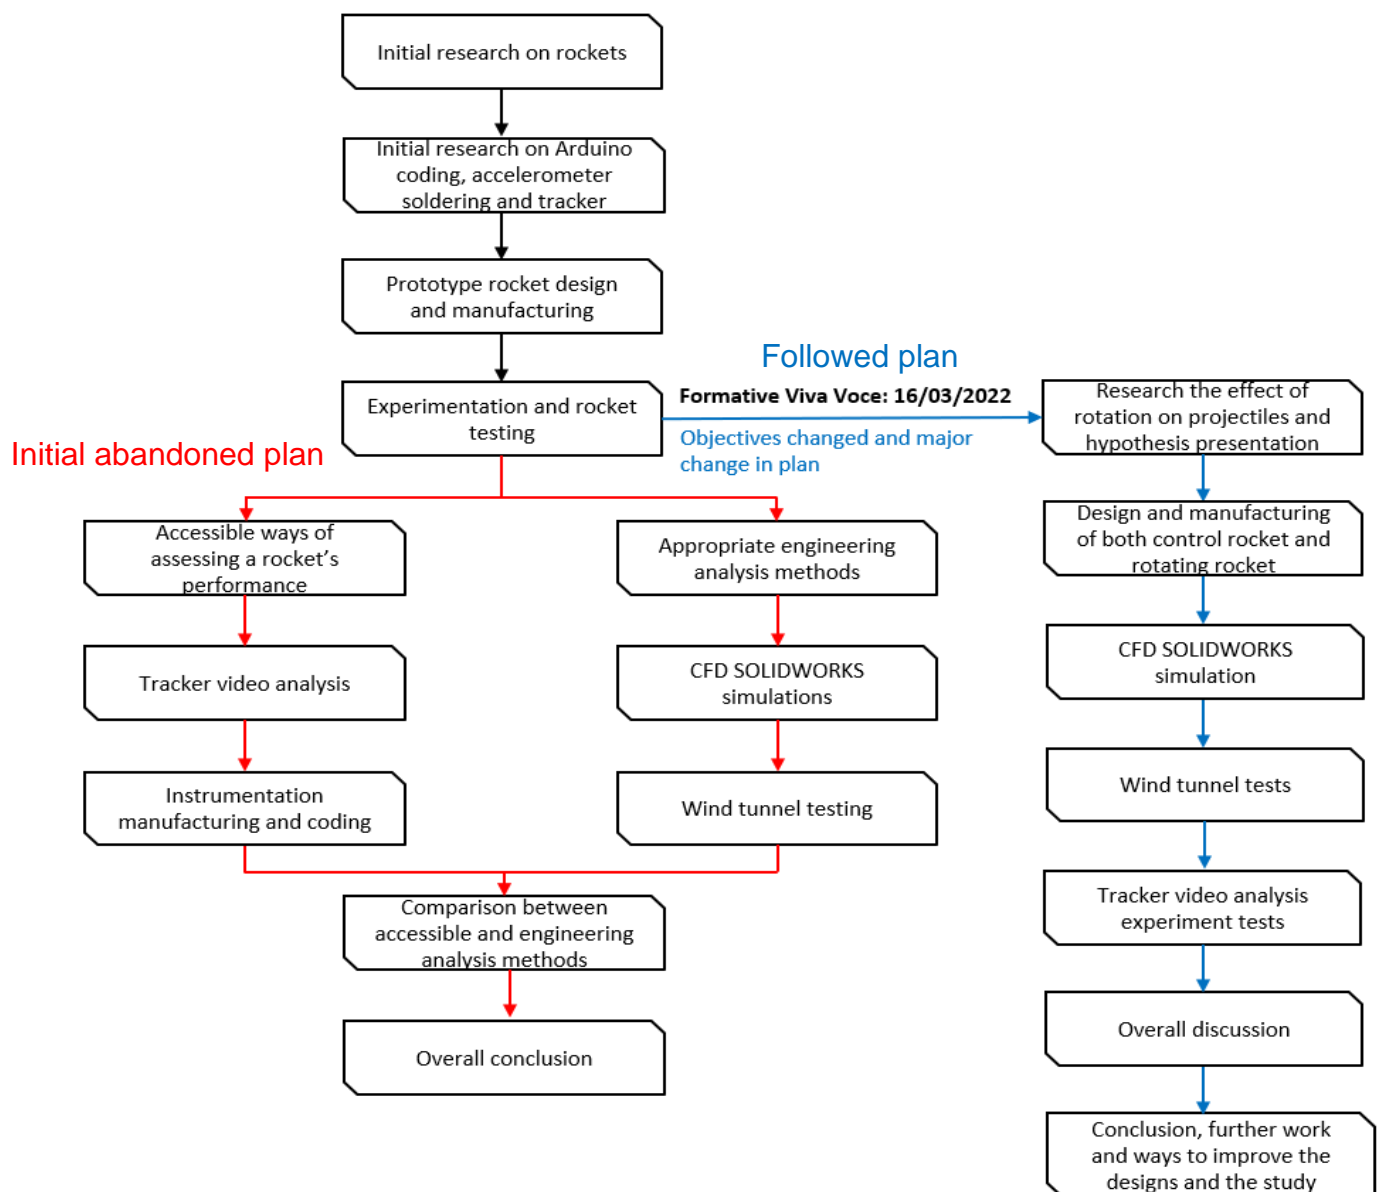 Initial research on rockets
Initial research on Arduino
coding, accelerometer
soldering and tracker
Prototype rocket design
and manufacturing
Experimentation and rocket
testing
Followed plan
Formative Viva Voce: 16/03/2022
Objectives changed and major
change in plan
Initial abandoned plan
Accessible ways of
assessing a rocket’s
performance
Tracker video analysis
Instrumentation
manufacturing and coding
Appropriate engineering
analysis methods
CFD SOLIDWORKS
simulations
Wind tunnel testing
Comparison between
accessible and engineering
analysis methods
Overall conclusion
Research the effect of
rotation on projectiles and
hypothesis presentation
Design and manufacturing
of both control rocket and
rotating rocket
CFD SOLIDWORKS
simulation
Wind tunnel tests
Tracker video analysis
experiment tests
Overall discussion
Conclusion, further work
and ways to improve the
designs and the study